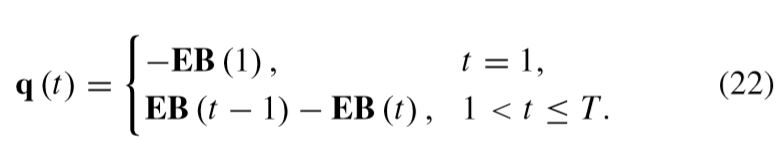 −EB (1) , t = 1,
q (t) = { (22)
EB (t − 1) − EB (t) , 1 < t ≤ T.